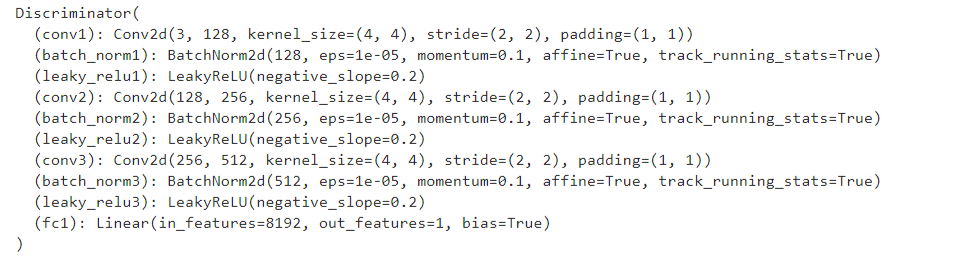 Discriminator(
  (conv1): Conv2d(3, 128, kernel_size=(4, 4), stride=(2, 2), padding=(1, 1))
  (batch_norm1): BatchNorm2d(128, eps=1e-05, momentum=0.1, affine=True, track_running_stats=True)
  (leaky_relu1): LeakyReLU(negative_slope=0.2)
  (conv2): Conv2d(128, 256, kernel_size=(4, 4), stride=(2, 2), padding=(1, 1))
  (batch_norm2): BatchNorm2d(256, eps=1e-05, momentum=0.1, affine=True, track_running_stats=True)
  (leaky_relu2): LeakyReLU(negative_slope=0.2)
  (conv3): Conv2d(256, 512, kernel_size=(4, 4), stride=(2, 2), padding=(1, 1))
  (batch_norm3): BatchNorm2d(512, eps=1e-05, momentum=0.1, affine=True, track_running_stats=True)
  (leaky_relu3): LeakyReLU(negative_slope=0.2)
  (fc1): Linear(in_features=8192, out_features=1, bias=True)
)